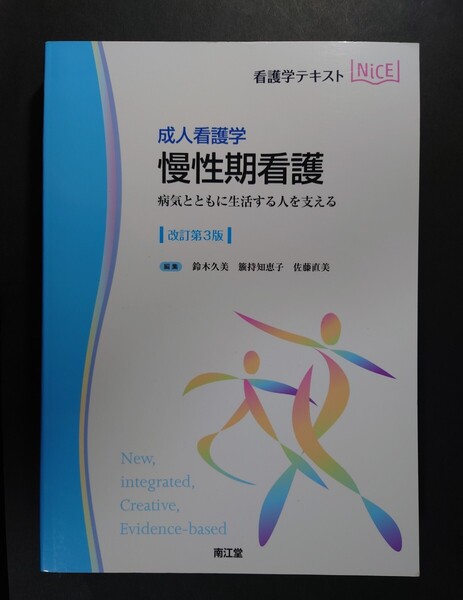 看護学テキスト NiCE
成人看護学
慢性期看護
病気とともに生活する人を支える
改訂第3版
編集 鈴木久美 籏持知恵子 佐藤直美
New,
integrated,
Creative,
Evidence-based
南江堂